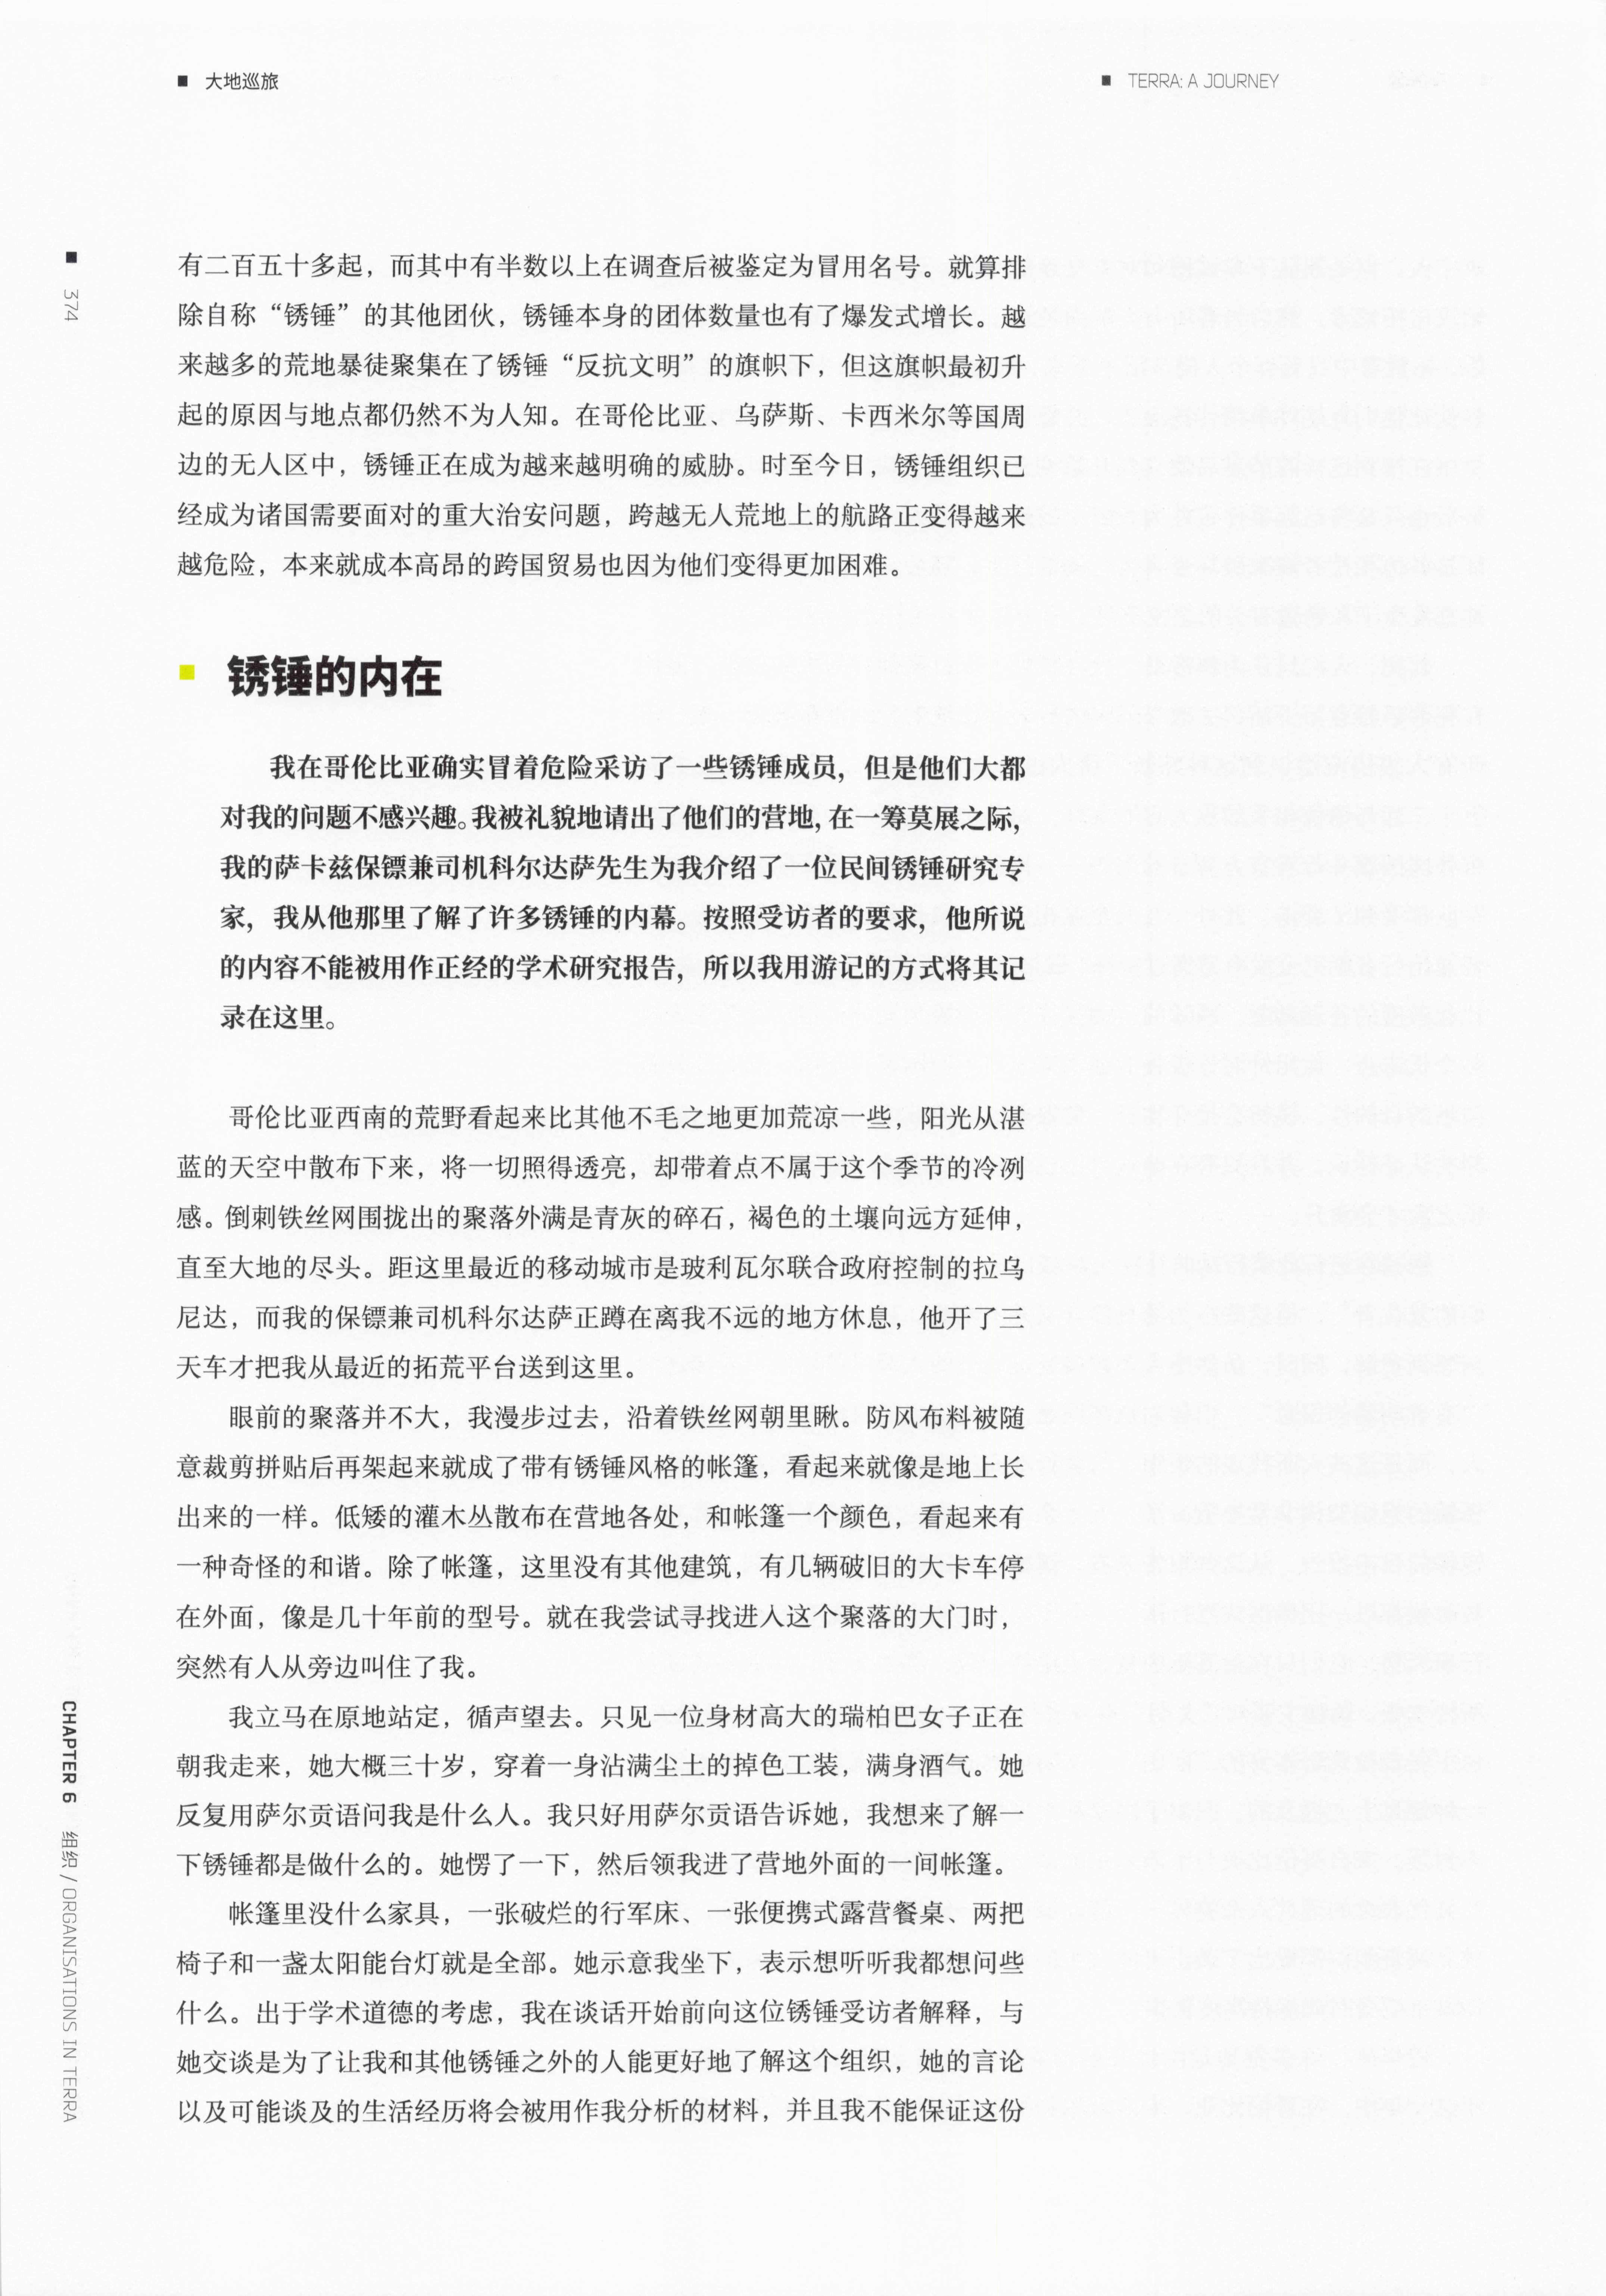 大地巡旅
TERRA: A JOURNEY
374
有二百五十多起，而其中有半数以上在调查后被鉴定为冒用名号。就算排
除自称“锈锤”的其他团伙，锈锤本身的团体数量也有了爆发式增长。越
来越多的荒地暴徒聚集在了锈锤“反抗文明”的旗帜下，但这旗帜最初升
起的原因与地点都仍然不为人知。在哥伦比亚、乌萨斯、卡西米尔等国周
边的无人区中，锈锤正在成为越来越明确的威胁。时至今日，锈锤组织已
经成为诸国需要面对的重大治安问题，跨越无人荒地上的航路正变得越来
越危险，本来就成本高昂的跨国贸易也因为他们变得更加困难。
锈锤的内在
我在哥伦比亚确实冒着危险采访了一些锈锤成员，但是他们大都
对我的问题不感兴趣。我被礼貌地请出了他们的营地，在一筹莫展之际，
我的萨卡兹保镖兼司机科尔达萨先生为我介绍了一位民间锈锤研究专
家，我从他那里了解了许多锈锤的内幕。按照受访者的要求，他所说
的内容不能被用作正经的学术研究报告，所以我用游记的方式将其记
录在这里。
哥伦比亚西南的荒野看起来比其他不毛之地更加荒凉一些，阳光从湛
蓝的天空中散布下来，将一切照得透亮，却带着点不属于这个季节的冷冽
感。倒刺铁丝网围拢出的聚落外满是青灰的碎石，褐色的土壤向远方延伸，
直至大地的尽头。距这里最近的移动城市是玻利瓦尔联合政府控制的拉乌
尼达，而我的保镖兼司机科尔达萨正蹲在离我不远的地方休息，他开了三
天车才把我从最近的拓荒平台送到这里。
眼前的聚落并不大，我漫步过去，沿着铁丝网朝里瞅。防风布料被随
意裁剪拼贴后再架起来就成了带有锈锤风格的帐篷，看起来就像是地上长
出来的一样。低矮的灌木丛散布在营地各处，和帐篷一个颜色，看起来有
一种奇怪的和谐。除了帐篷，这里没有其他建筑，有几辆破旧的大卡车停
在外面，像是几十年前的型号。就在我尝试寻找进入这个聚落的大门时，
突然有人从旁边叫住了我。
我立马在原地站定，循声望去。只见一位身材高大的瑞柏巴女子正在
朝我走来，她大概三十岁，穿着一身沾满尘土的掉色工装，满身酒气。她
反复用萨尔贡语问我是什么人。我只好用萨尔贡语告诉她，我想来了解一
下锈锤都是做什么的。她愣了一下，然后领我进了营地外面的一间帐篷。
帐篷里没什么家具，一张破烂的行军床、一张便携式露营餐桌、两把
椅子和一盏太阳能台灯就是全部。她示意我坐下，表示想听听我都想问些
什么。出于学术道德的考虑，我在谈话开始前向这位锈锤受访者解释，与
她交谈是为了让我和其他锈锤之外的人能更好地了解这个组织，她的言论
以及可能谈及的生活经历将会被用作我分析的材料，并且我不能保证这份
CHAPTER 6 组织 / ORGANISATIONS IN TERRA